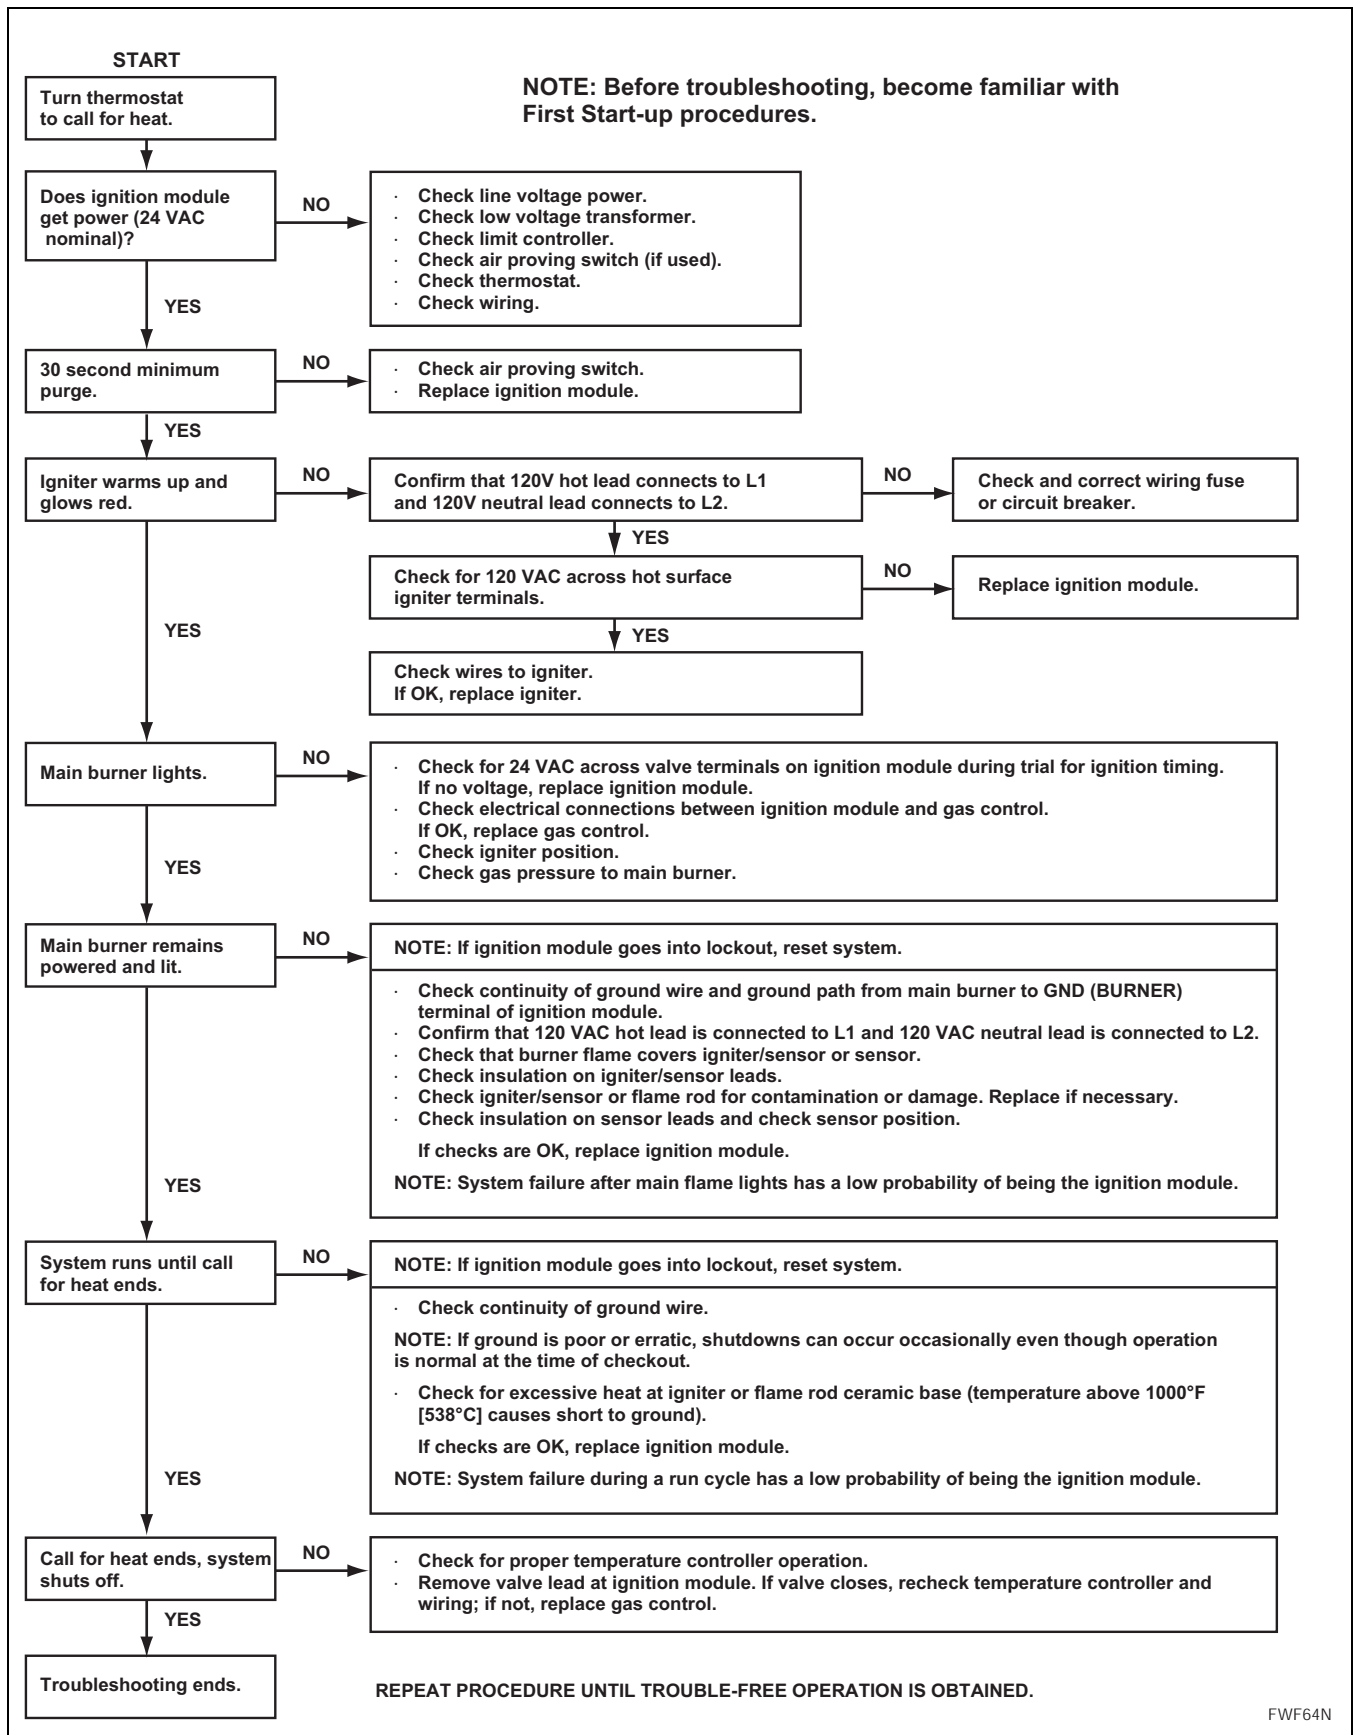 START
NOTE: Before troubleshooting, become familiar with
First Start-up procedures.
Turn thermostat
to call for heat.
Does ignition module
get power (24 VAC
nominal)?
NO
· Check line voltage power.
· Check low voltage transformer.
· Check limit controller.
· Check air proving switch (if used).
· Check thermostat.
· Check wiring.
YES
30 second minimum
purge.
NO
· Check air proving switch.
· Replace ignition module.
YES
Igniter warms up and
glows red.
NO
Confirm that 120V hot lead connects to L1
and 120V neutral lead connects to L2.
NO
Check and correct wiring fuse
or circuit breaker.
YES
Check for 120 VAC across hot surface
igniter terminals.
NO
Replace ignition module.
YES
Check wires to igniter.
If OK, replace igniter.
YES
Main burner lights.
NO
· Check for 24 VAC across valve terminals on ignition module during trial for ignition timing.
If no voltage, replace ignition module.
· Check electrical connections between ignition module and gas control.
If OK, replace gas control.
· Check igniter position.
· Check gas pressure to main burner.
YES
Main burner remains
powered and lit.
NO
NOTE: If ignition module goes into lockout, reset system.
· Check continuity of ground wire and ground path from main burner to GND (BURNER)
terminal of ignition module.
· Confirm that 120 VAC hot lead is connected to L1 and 120 VAC neutral lead is connected to L2.
· Check that burner flame covers igniter/sensor or sensor.
· Check insulation on igniter/sensor leads.
· Check igniter/sensor or flame rod for contamination or damage. Replace if necessary.
· Check insulation on sensor leads and check sensor position.
If checks are OK, replace ignition module.
NOTE: System failure after main flame lights has a low probability of being the ignition module.
YES
System runs until call
for heat ends.
NO
NOTE: If ignition module goes into lockout, reset system.
· Check continuity of ground wire.
NOTE: If ground is poor or erratic, shutdowns can occur occasionally even though operation
is normal at the time of checkout.
· Check for excessive heat at igniter or flame rod ceramic base (temperature above 1000°F
[538°C] causes short to ground).
If checks are OK, replace ignition module.
NOTE: System failure during a run cycle has a low probability of being the ignition module.
YES
Call for heat ends, system
shuts off.
NO
· Check for proper temperature controller operation.
· Remove valve lead at ignition module. If valve closes, recheck temperature controller and
wiring; if not, replace gas control.
YES
Troubleshooting ends.
REPEAT PROCEDURE UNTIL TROUBLE-FREE OPERATION IS OBTAINED.
FWF64N